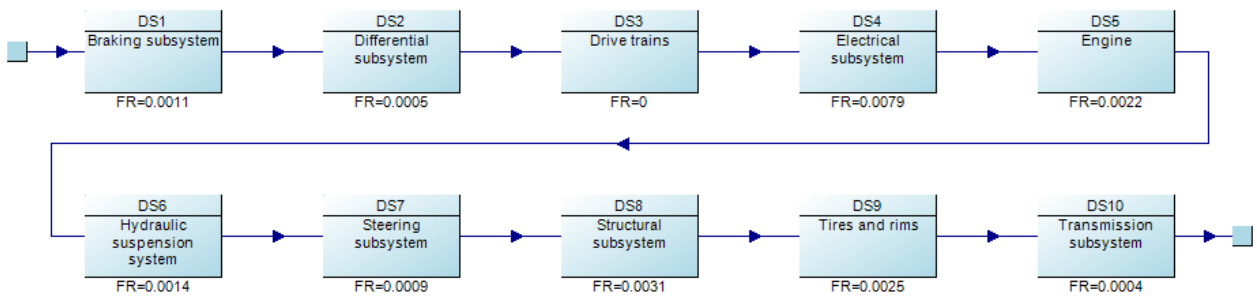 DS1
Braking subsystem
FR=0.0011
DS2
Differential
subsystem
FR=0.0005
DS3
Drive trains
FR=0
DS4
Electrical
subsystem
FR=0.0079
DS5
Engine
FR=0.0022
DS6
Hydraulic
suspension
system
FR=0.0014
DS7
Steering
subsystem
FR=0.0009
DS8
Structural
subsystem
FR=0.0031
DS9
Tires and rims
FR=0.0025
DS10
Transmission
subsystem
FR=0.0004